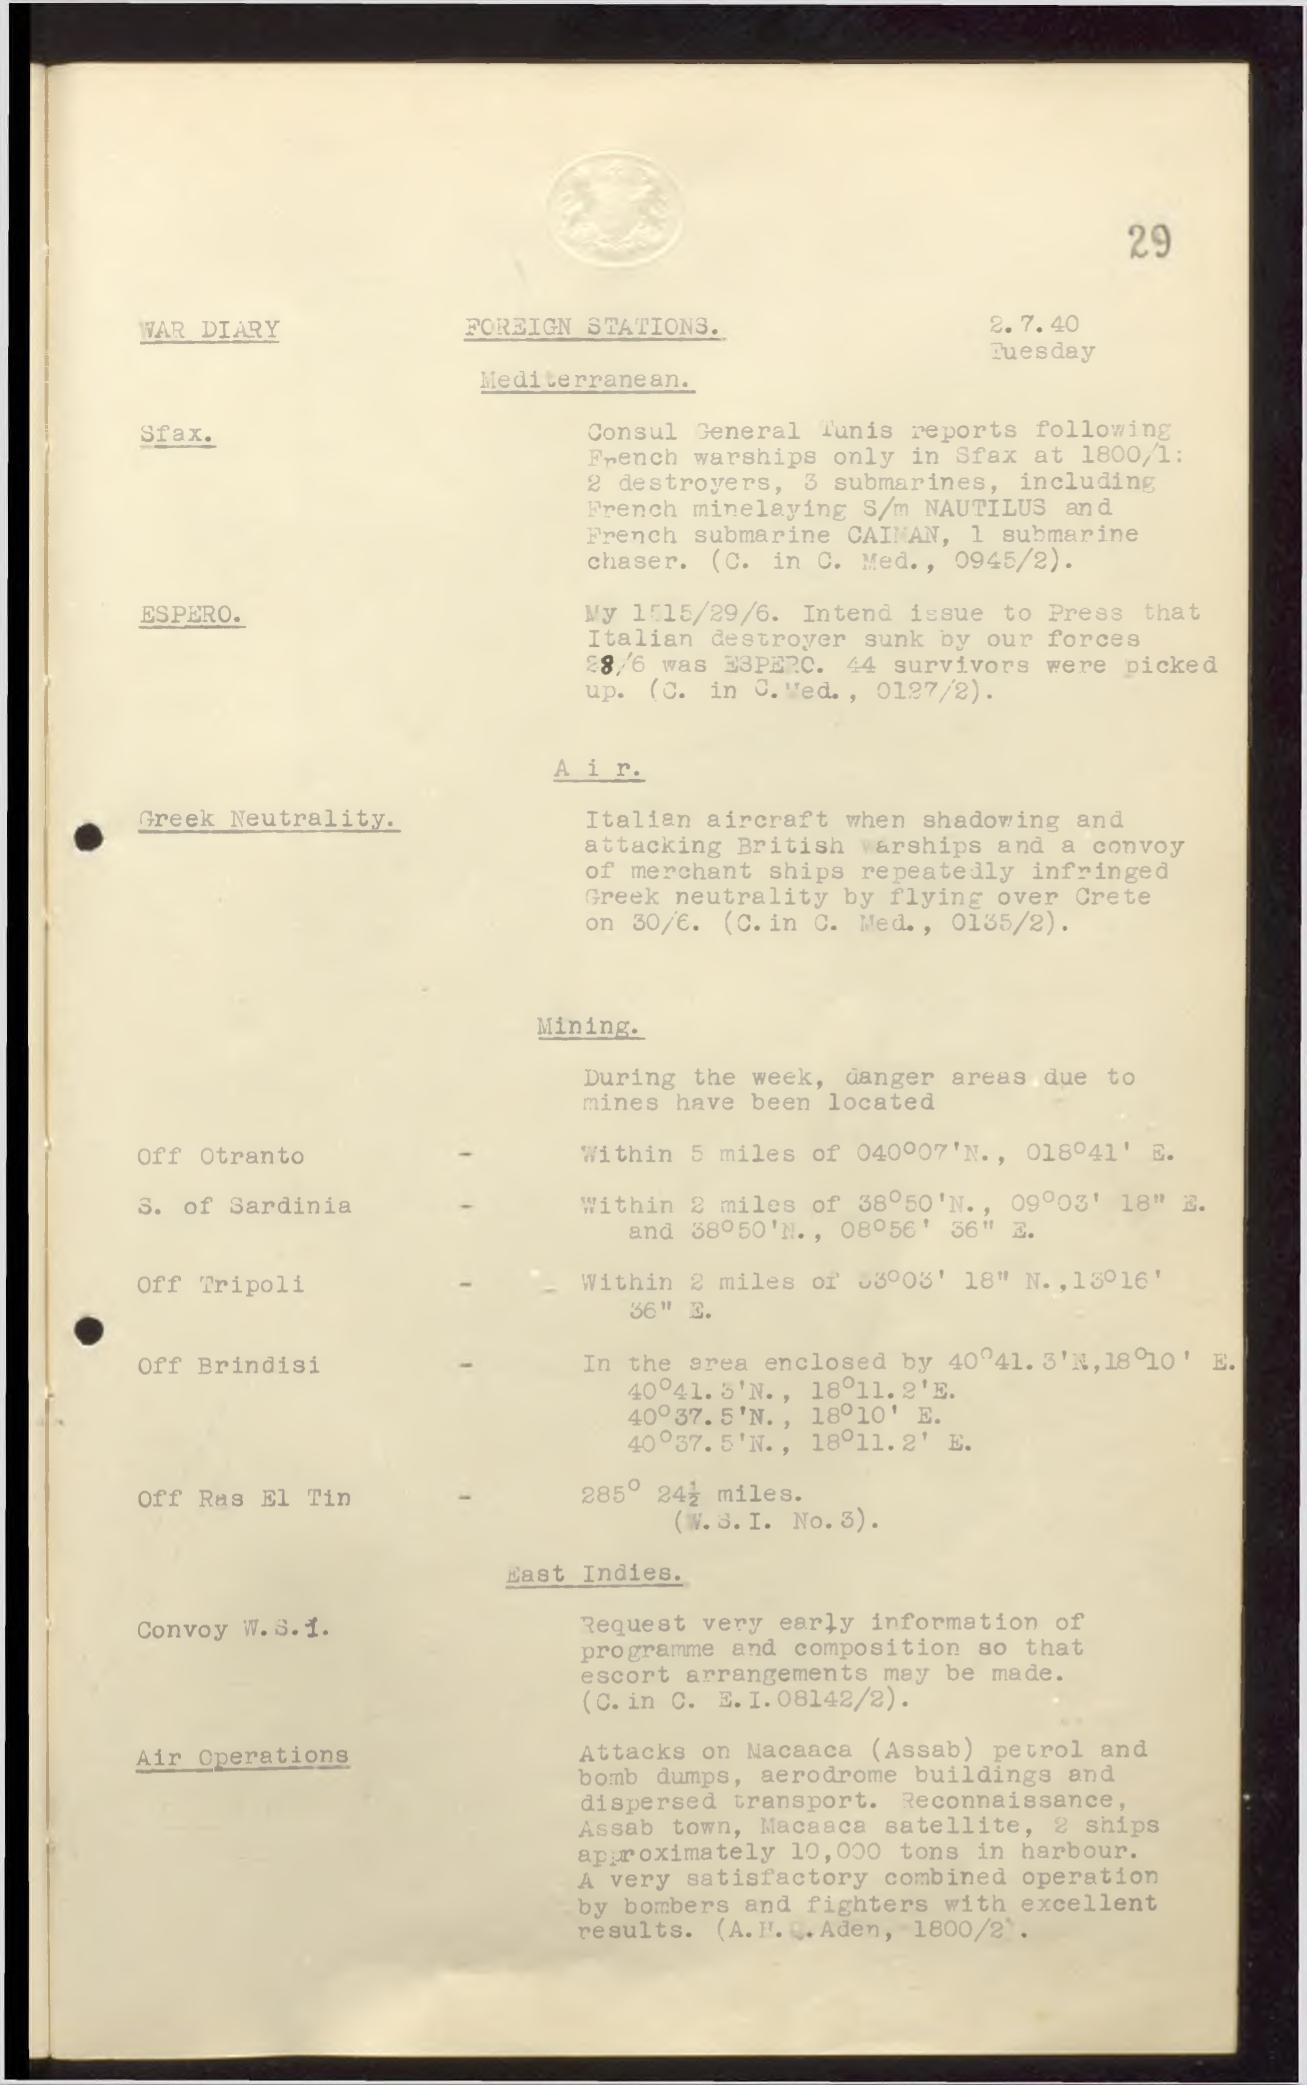 29
WAR DIARY FOREIGN STATIONS. 2.7.40
Tuesday
Mediterranean.
Sfax. Consul General Tunis reports following
French warships only in Sfax at 1800/1:
2 destroyers, 3 submarines, including
French minelaying S/m NAUTILUS and
French submarine CAIMAN, 1 submarine
chaser. (C. in C. Med., 0945/2).
ESPERO. My 1515/29/6. Intend issue to Press that
Italian destroyer sunk by our forces
28/6 was ESPERO. 44 survivors were picked
up. (C. in C. Med., 0127/2).
A i r.
Greek Neutrality. Italian aircraft when shadowing and
attacking British warships and a convoy
of merchant ships repeatedly infringed
Greek neutrality by flying over Crete
on 30/6. (C. in C. Med., 0135/2).
Mining.
During the week, danger areas due to
mines have been located
Off Otranto - Within 5 miles of 040°07'N., 018°41' E.
S. of Sardinia - Within 2 miles of 38°50'N., 09°03' 18" E.
and 38°50'N., 08°56' 36" E.
Off Tripoli - Within 2 miles of 33°03' 18" N.,13°16'
36" E.
Off Brindisi - In the area enclosed by 40°41.3'N,18°10' E.
40°41.3'N., 18°11.2'E.
40°37.5'N., 18°10' E.
40°37.5'N., 18°11.2' E.
Off Ras El Tin - 285° 24½ miles.
(W.S.I. No.3).
East Indies.
Convoy W.S.1. Request very early information of
programme and composition so that
escort arrangements may be made.
(C. in C. E.I.08142/2).
Air Operations Attacks on Macaaca (Assab) petrol and
bomb dumps, aerodrome buildings and
dispersed transport. Reconnaissance,
Assab town, Macaaca satellite, 2 ships
approximately 10,000 tons in harbour.
A very satisfactory combined operation
by bombers and fighters with excellent
results. (A.H.Q.Aden, 1800/2).